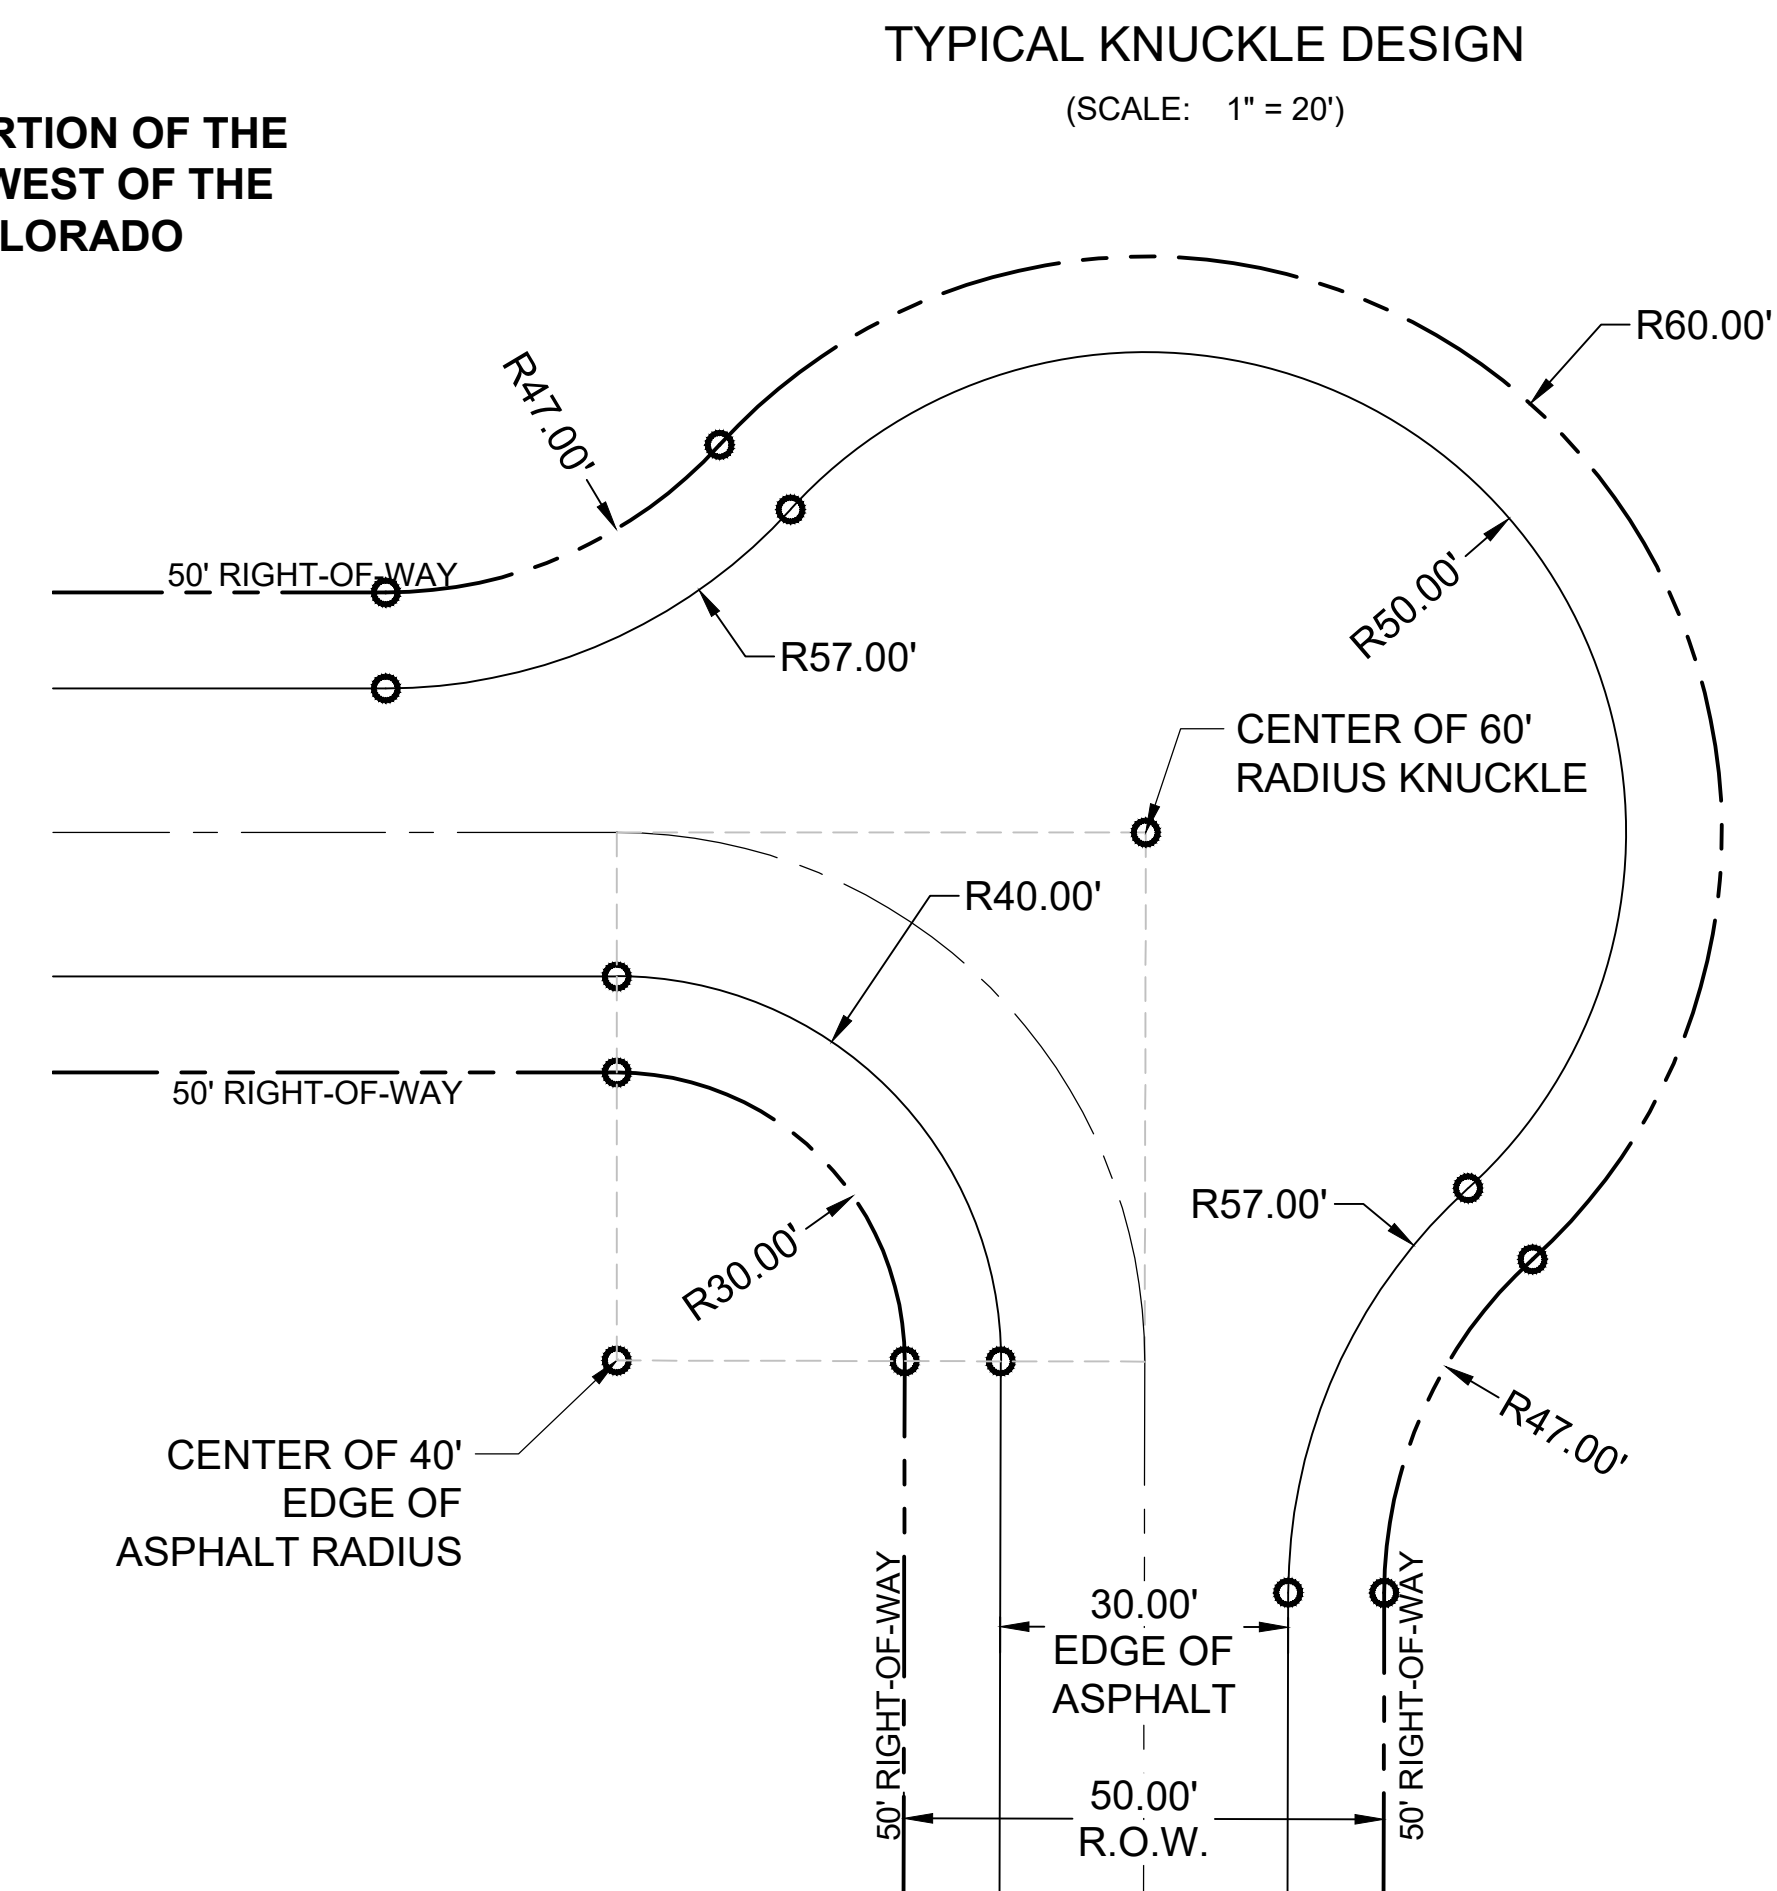 TYPICAL KNUCKLE DESIGN
(SCALE: 1" = 20')
RTION OF THE
WEST OF THE
LORADO
R60.00'
R47.00'
50' RIGHT-OF-WAY
R57.00'
R50.00'
CENTER OF 60'
RADIUS KNUCKLE
R40.00'
50' RIGHT-OF-WAY
R57.00'
R30.00'
R47.00'
CENTER OF 40'
EDGE OF
ASPHALT RADIUS
50' RIGHT-OF-WAY
30.00'
EDGE OF
ASPHALT
50' RIGHT-OF-WAY
50.00'
R.O.W.